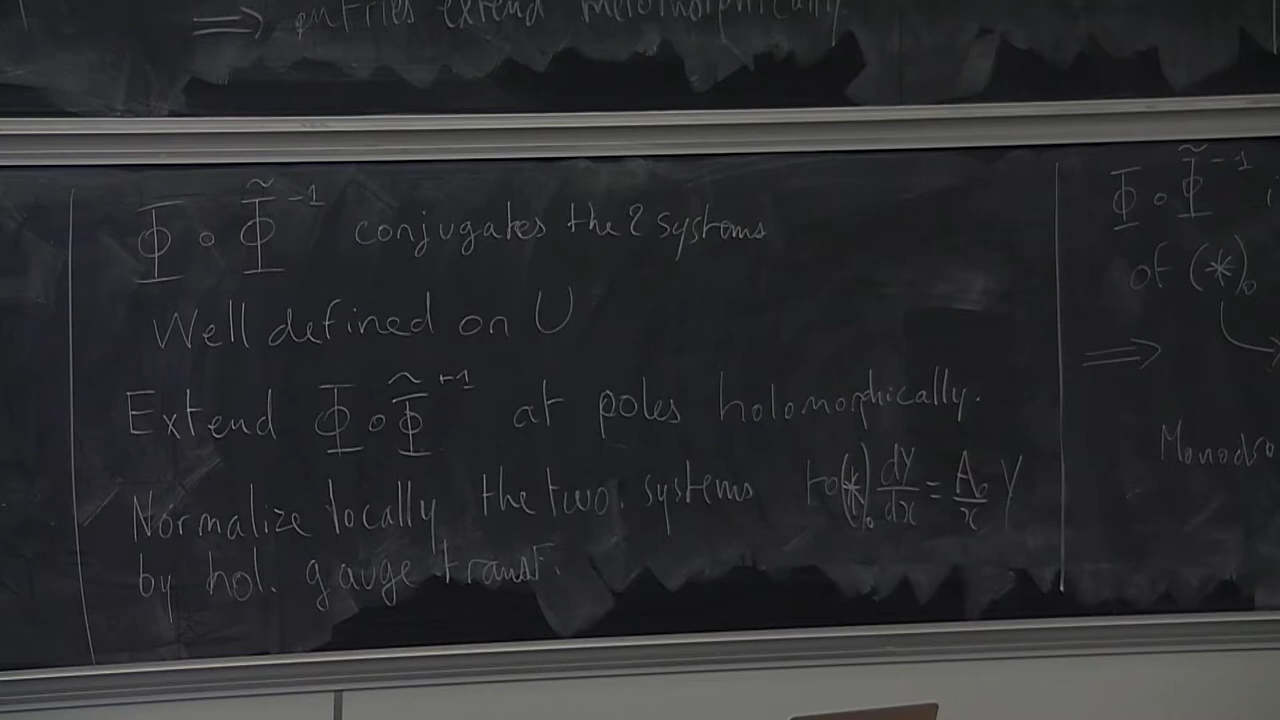 ⟹ entries extend meromorphically
Φ ∘ Φ̃⁻¹ conjugates the 2 systems
Well defined on U
Extend Φ ∘ Φ̃⁺¹ at poles holomorphically.
Normalize locally the two systems to (*)₀ dY/dx = A₀/x Y
by hol. gauge transf.
Φ ∘ Φ̃⁻¹
of (*)₀
⟹
Monodro